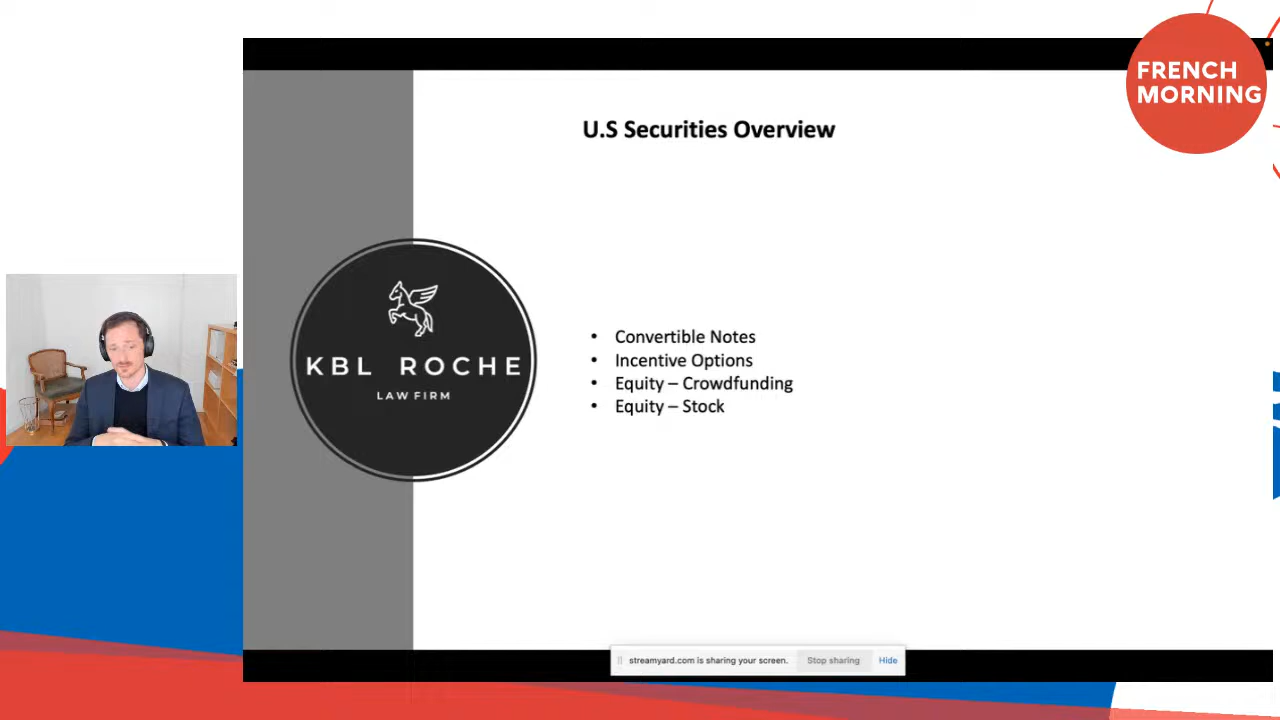 FRENCH
MORNING
U.S Securities Overview
KBL ROCHE
LAW FIRM
• Convertible Notes
• Incentive Options
• Equity – Crowdfunding
• Equity – Stock
streamyard.com is sharing your screen. Stop sharing Hide